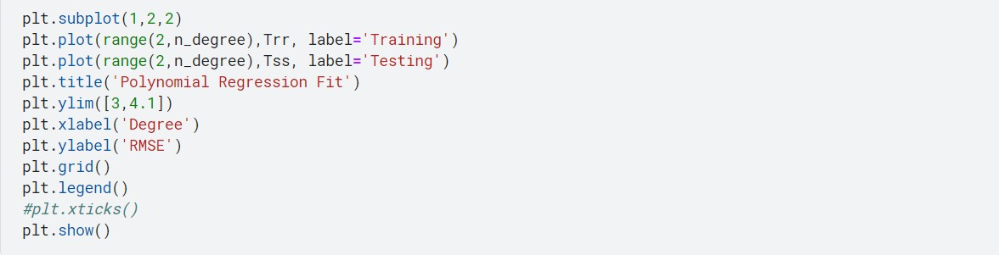 plt.subplot(1,2,2)
plt.plot(range(2,n_degree),Trr, label='Training')
plt.plot(range(2,n_degree),Tss, label='Testing')
plt.title('Polynomial Regression Fit')
plt.ylim([3,4.1])
plt.xlabel('Degree')
plt.ylabel('RMSE')
plt.grid()
plt.legend()
#plt.xticks()
plt.show()